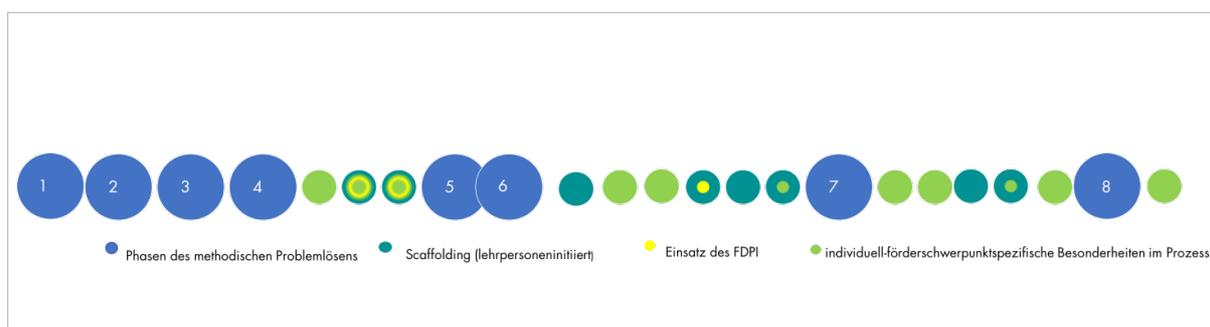 1 2 3 4 5 6 7 8
Phasen des methodischen Problemlösens Scaffolding (lehrpersoneninitiiert) Einsatz des FDPI individuell-förderschwerpunktspezifische Besonderheiten im Prozess